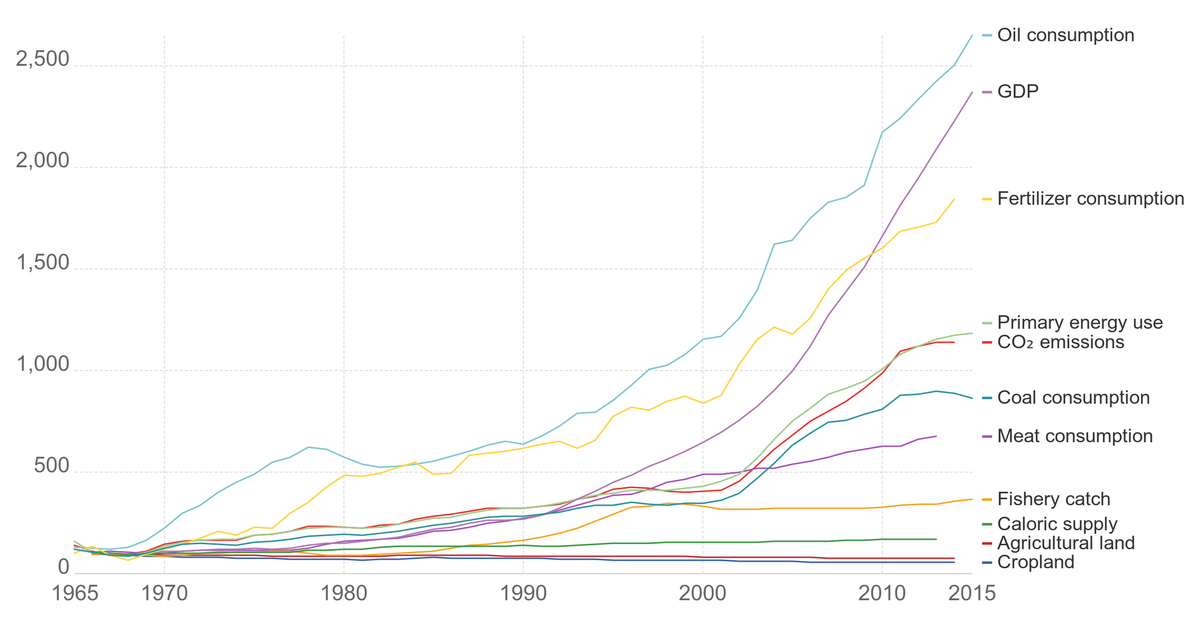 Oil consumption
2,500
GDP
2,000
Fertilizer consumption
1,500
Primary energy use
CO₂ emissions
1,000
Coal consumption
Meat consumption
500
Fishery catch
Caloric supply
Agricultural land
Cropland
0
1965 1970 1980 1990 2000 2010 2015